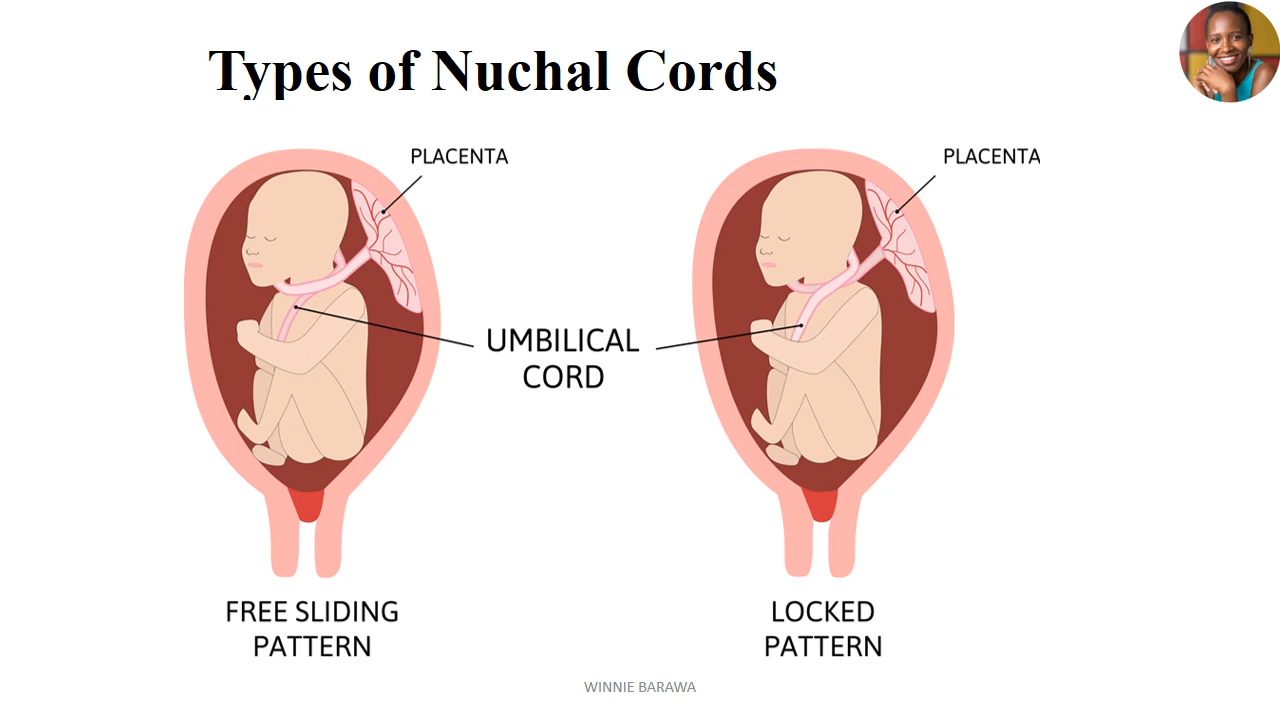 Types of Nuchal Cords
PLACENTA
PLACENTA
UMBILICAL
CORD
FREE SLIDING
PATTERN
LOCKED
PATTERN
WINNIE BARAWA